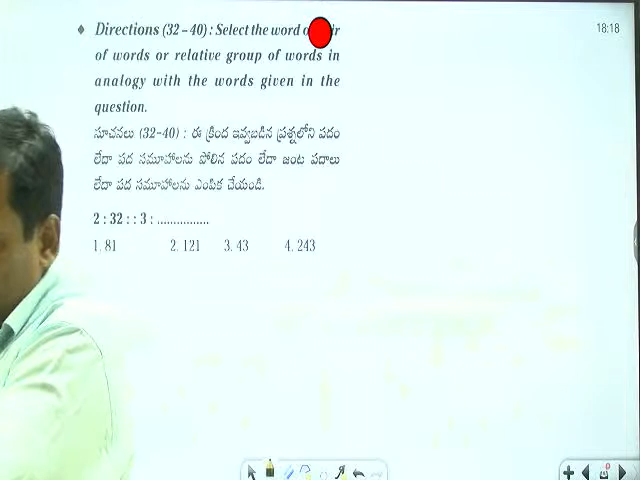 Directions (32 – 40) : Select the word
of words or relative group of words in
analogy with the words given in the
question.
సూచనలు (32-40) : ఈ క్రింద ఇవ్వబడిన ప్రశ్నలోని పదం
లేదా పద సమూహాలను పోలిన పదం లేదా జంట పదాలు
లేదా పద సమూహాలను ఎంపిక చేయండి.
2 : 32 : : 3 : ...............
1. 81 2. 121 3. 43 4. 243
18:18